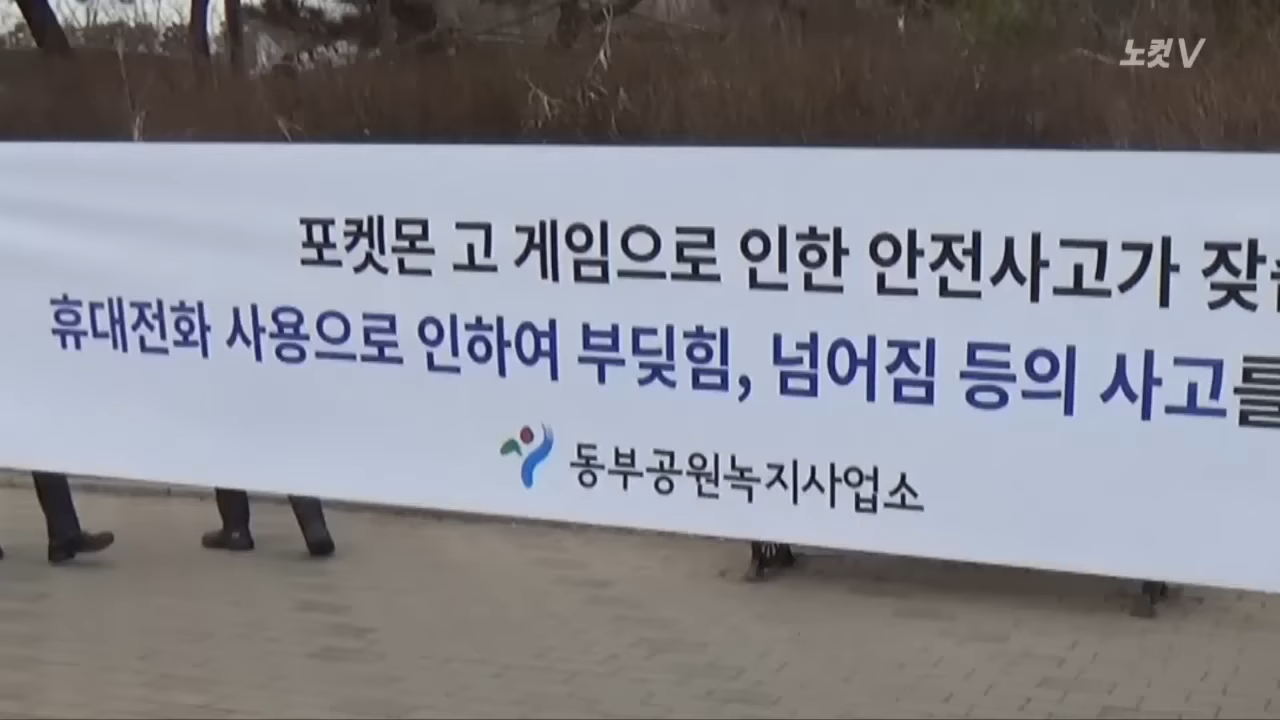 노컷V
포켓몬 고 게임으로 인한 안전사고가
휴대전화 사용으로 인하여 부딪힘, 넘어짐 등의 사고를
동부공원녹지사업소